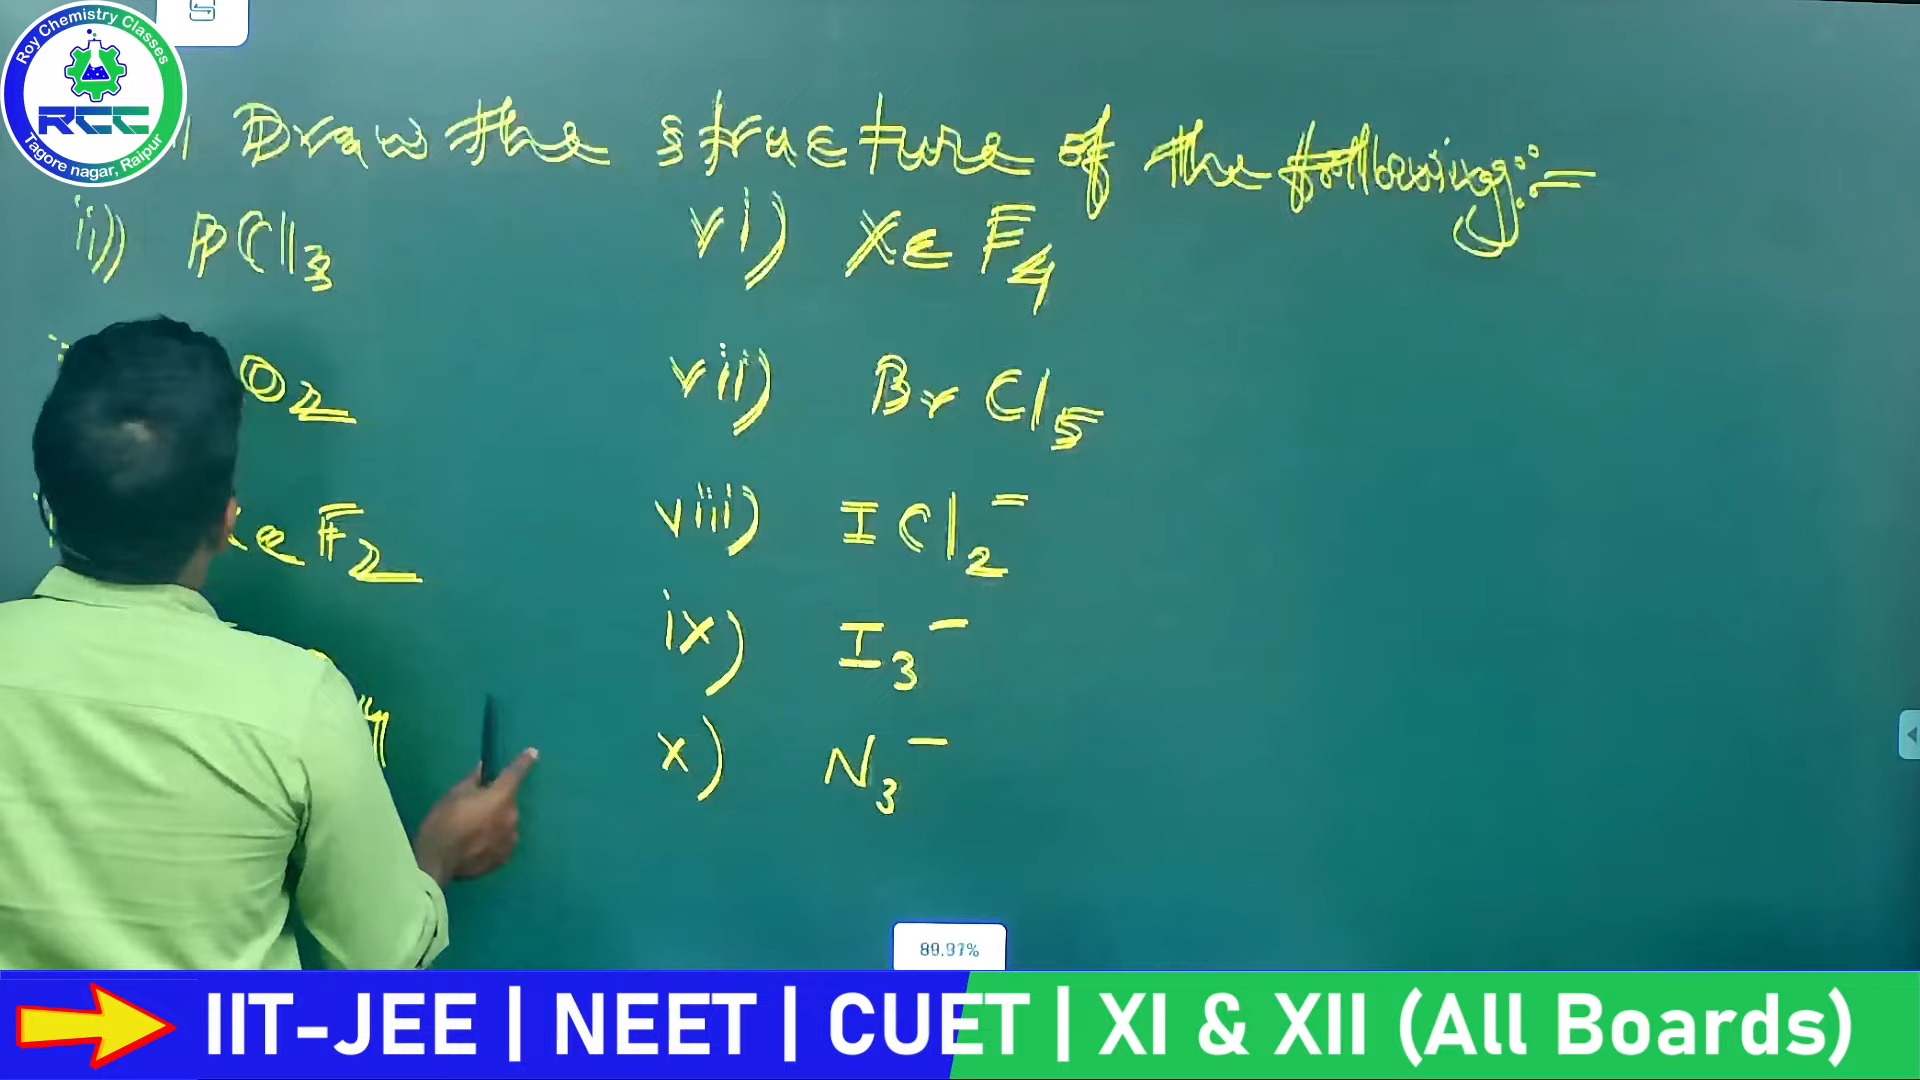 Roy Chemistry Classes
RCC
Tagore nagar, Raipur
Draw the structure of the following:-
ii) PCl3
vi) XeF4
O2
vii) BrCl5
eF2
viii) ICl2-
ix) I3-
x) N3-
89.97%
IIT-JEE | NEET | CUET | XI & XII (All Boards)